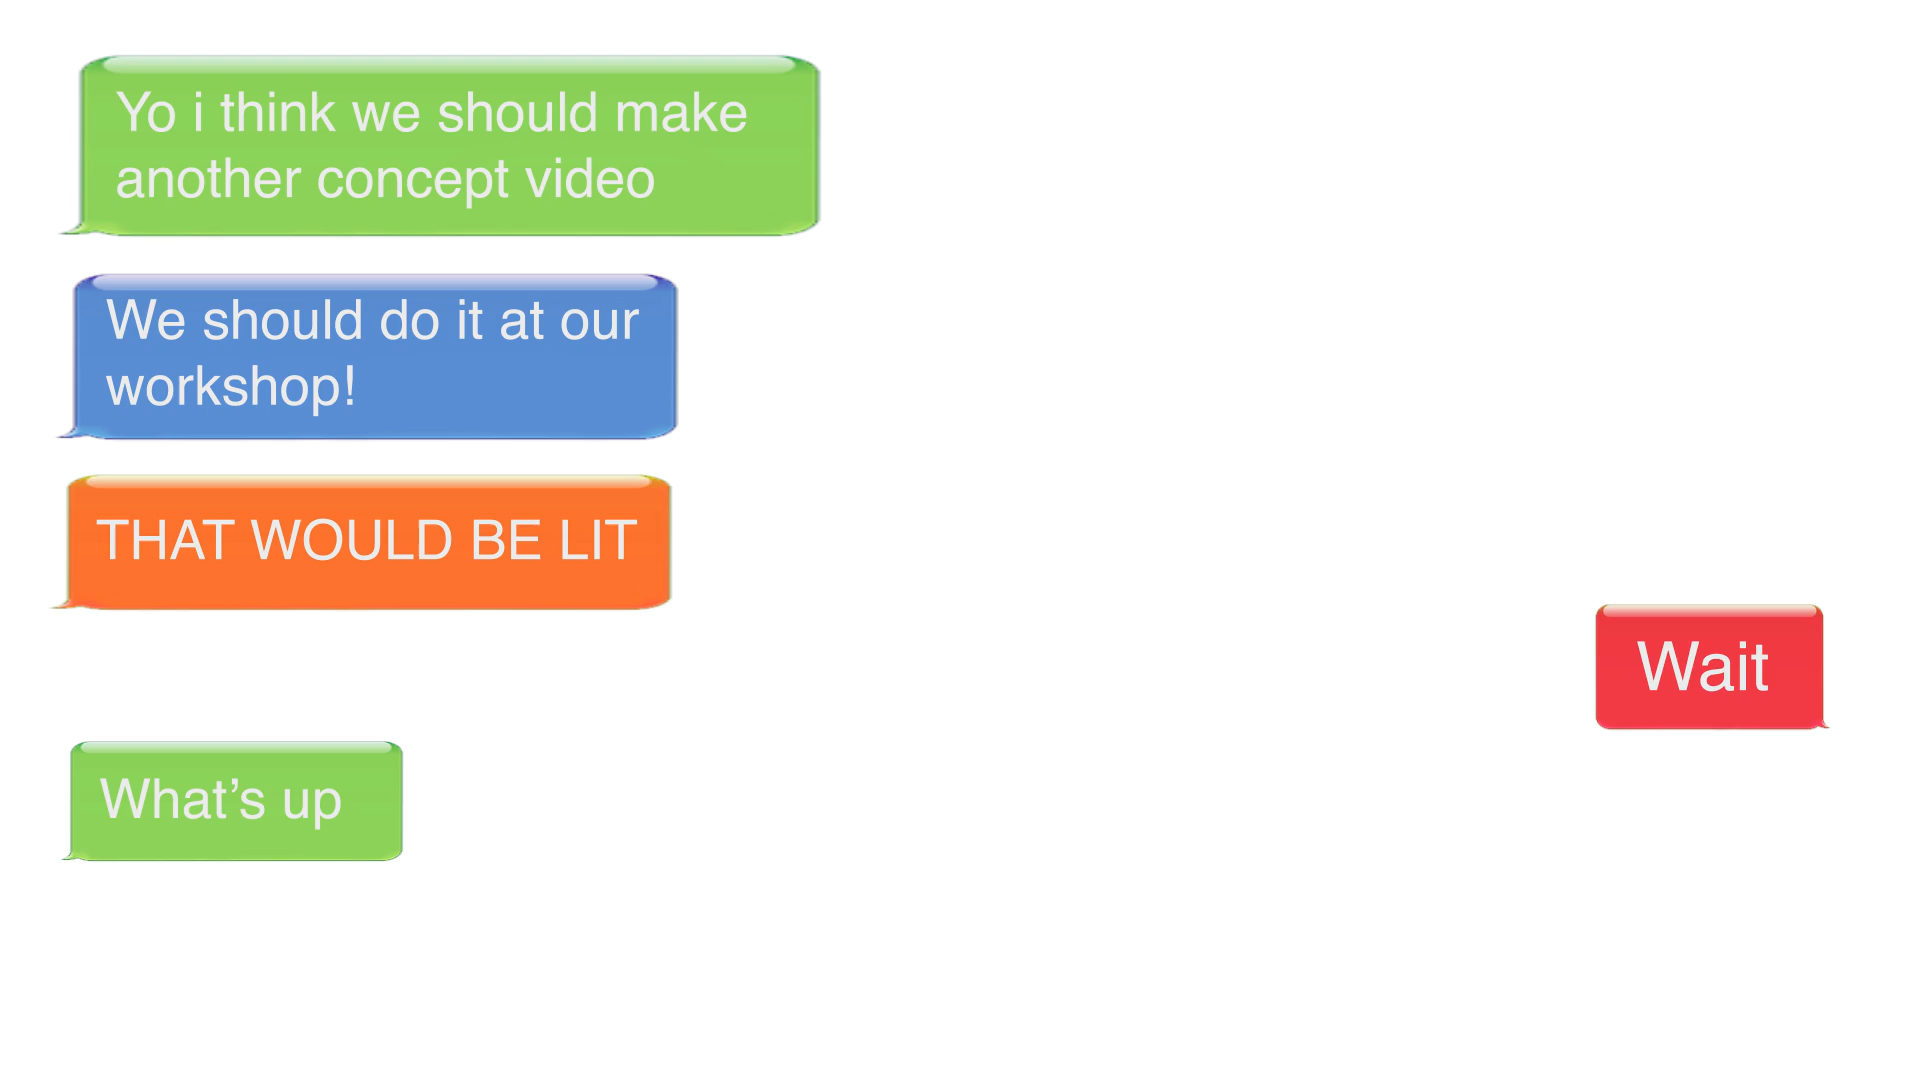 Yo i think we should make
another concept video
We should do it at our
workshop!
THAT WOULD BE LIT
Wait
What’s up